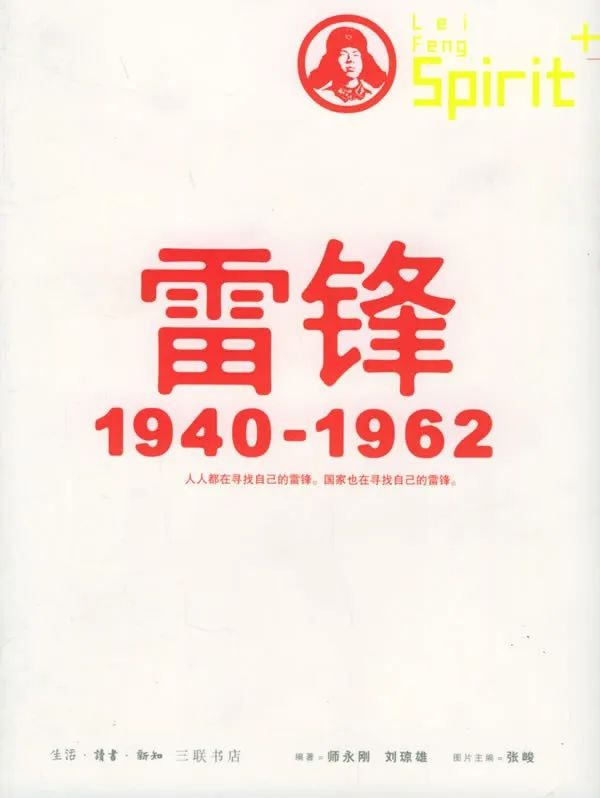 Lei
Feng
Spirit+
雷锋
1940-1962
人人都在寻找自己的雷锋。国家也在寻找自己的雷锋。
生活·讀書·新知 三联书店 编著=师永刚 刘琼雄 图片主编=张峻